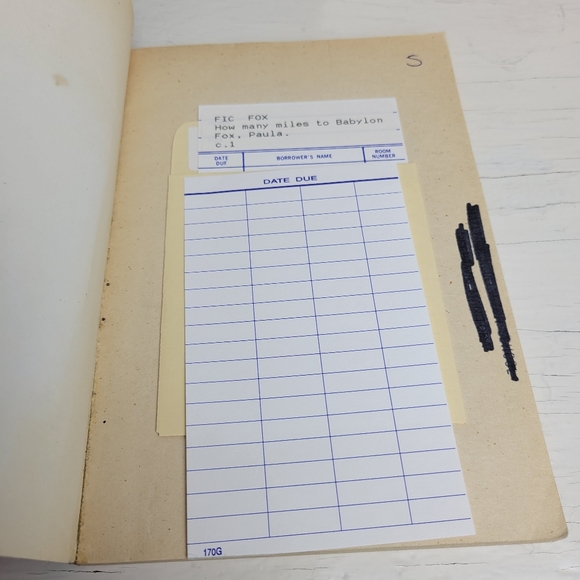 S
FIC FOX
How many miles to Babylon
Fox, Paula.
c.1
DATE DUE
BORROWER'S NAME
ROOM NUMBER
DATE DUE
170G